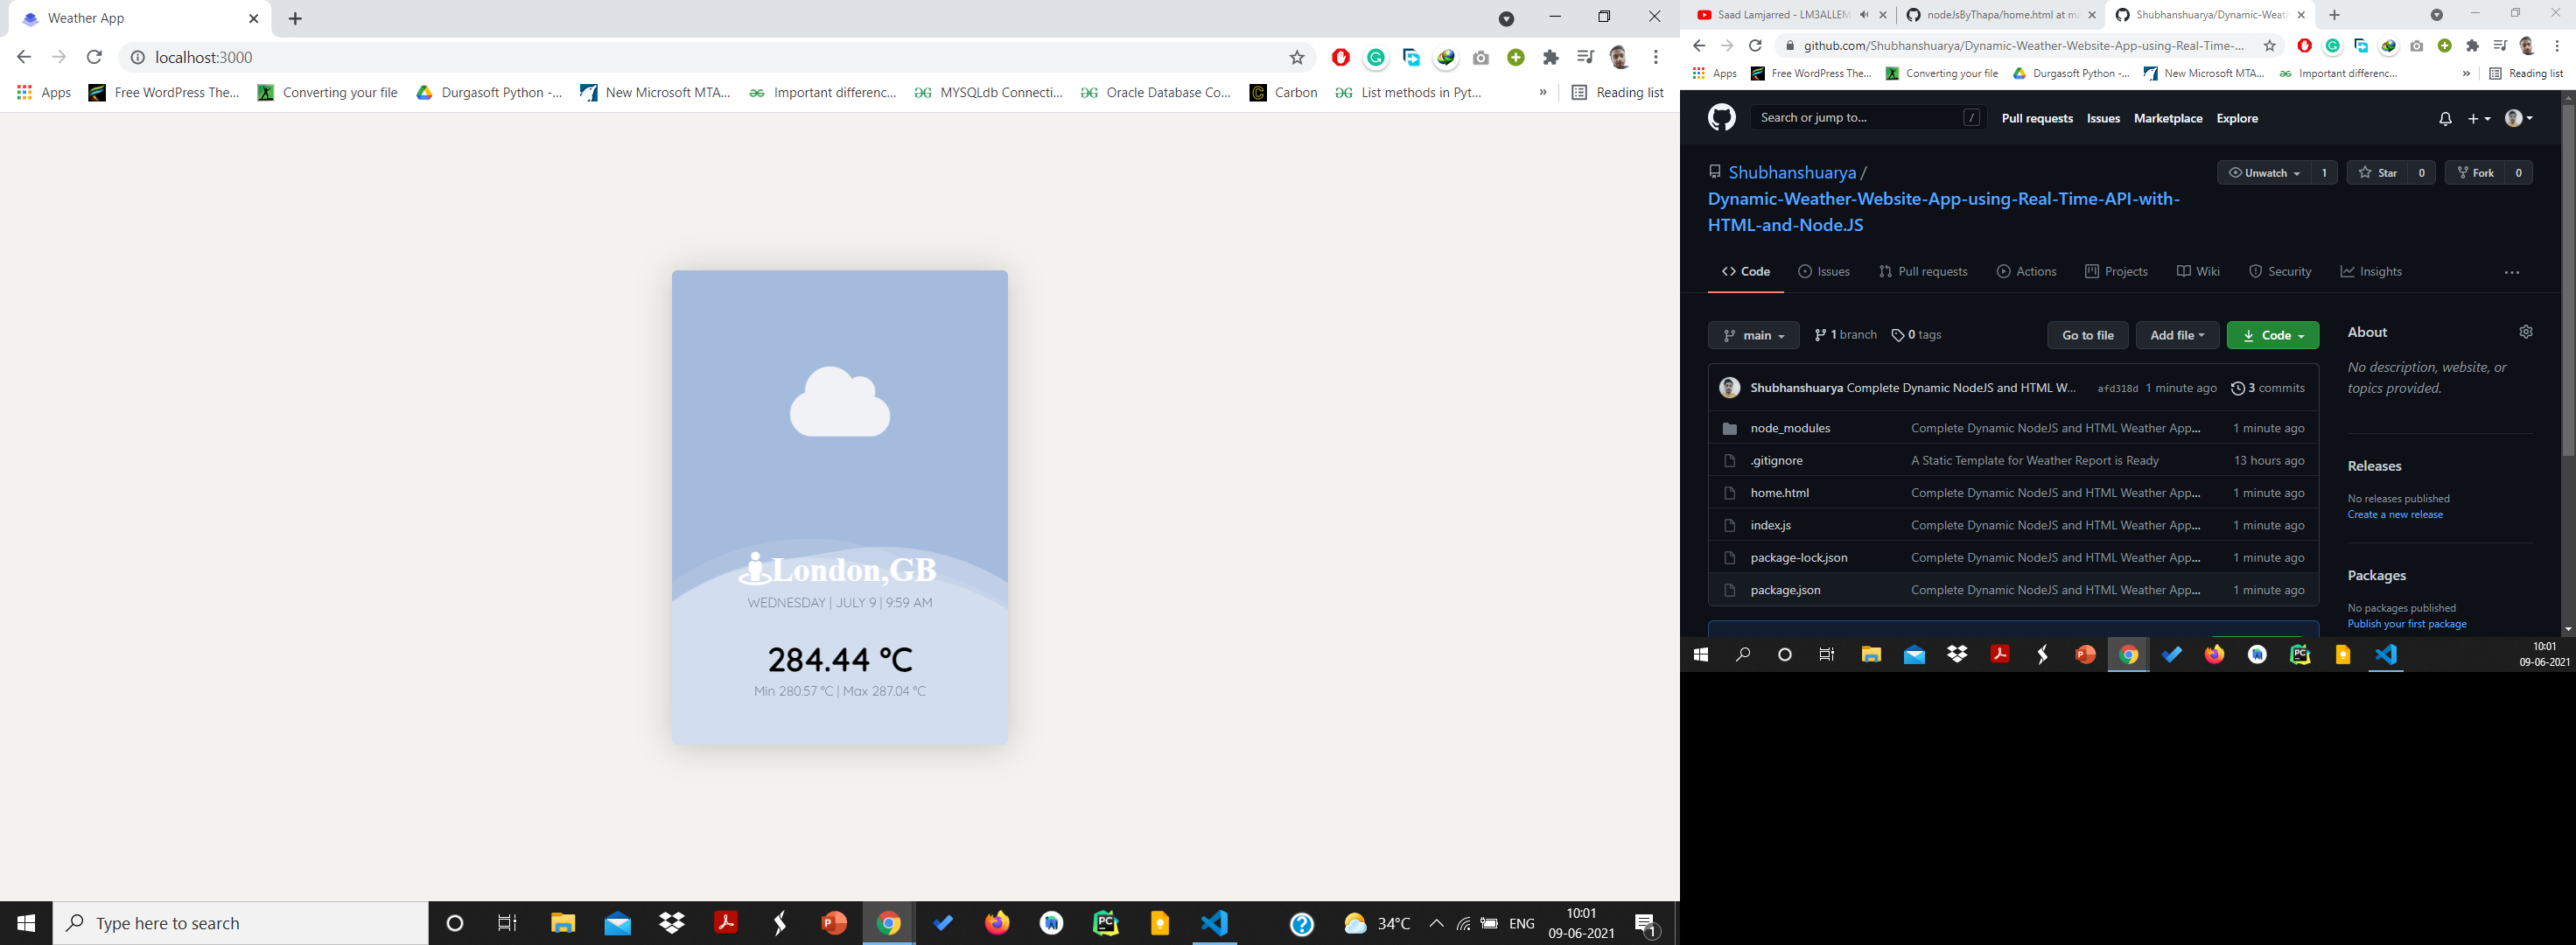 Weather App
localhost:3000
Apps Free WordPress The... Converting your file Durgasoft Python -... New Microsoft MTA... Important differenc... MYSQLdb Connecti... Oracle Database Co... Carbon List methods in Pyt... » Reading list
London,GB
WEDNESDAY | JULY 9 | 9:59 AM
284.44 °C
Min 280.57 °C | Max 287.04 °C
Type here to search
34°C ENG 10:01
09-06-2021
1
Saad Lamjarred - LM3ALLEM nodeJsByThapa/home.html at ma Shubhanshuarya/Dynamic-Weath
github.com/Shubhanshuarya/Dynamic-Weather-Website-App-using-Real-Time-...
Apps Free WordPress The... Converting your file Durgasoft Python -... New Microsoft MTA... Important differenc... » Reading list
Search or jump to... / Pull requests Issues Marketplace Explore
Shubhanshuarya / Unwatch 1 Star 0 Fork 0
Dynamic-Weather-Website-App-using-Real-Time-API-with-
HTML-and-Node.JS
Code Issues Pull requests Actions Projects Wiki Security Insights ...
main 1 branch 0 tags Go to file Add file Code
Shubhanshuarya Complete Dynamic NodeJS and HTML W... afd318d 1 minute ago 3 commits
node_modules Complete Dynamic NodeJS and HTML Weather App... 1 minute ago
.gitignore A Static Template for Weather Report is Ready 13 hours ago
home.html Complete Dynamic NodeJS and HTML Weather App... 1 minute ago
index.js Complete Dynamic NodeJS and HTML Weather App... 1 minute ago
package-lock.json Complete Dynamic NodeJS and HTML Weather App... 1 minute ago
package.json Complete Dynamic NodeJS and HTML Weather App... 1 minute ago
About
No description, website, or
topics provided.
Releases
No releases published
Create a new release
Packages
No packages published
Publish your first package
10:01
09-06-2021